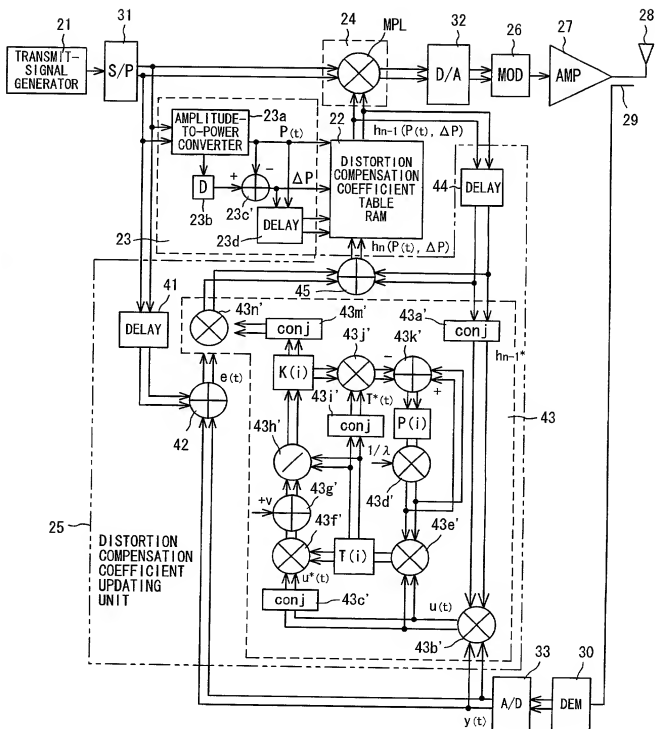 21
TRANSMIT-
SIGNAL
GENERATOR
31
S/P
24
MPL
32
D/A
26
MOD
27
AMP
28
29
23a
AMPLITUDE-
TO-POWER
CONVERTER
P(t)
22
hn-1(P(t), ΔP)
DISTORTION
COMPENSATION
COEFFICIENT
TABLE
RAM
D
23b
+
−
23c'
ΔP
DELAY
23d
23
44
DELAY
hn(P(t), ΔP)
45
41
DELAY
43n'
conj
43m'
43a'
conj
hn-1*
e(t)
42
K(i)
43j'
−
43k'
+
T*(t)
43i'
conj
P(i)
43
43h'
1/λ
43d'
43g'
+v
43f'
T(i)
43e'
u*(t)
conj
43c'
u(t)
43b'
25
DISTORTION
COMPENSATION
COEFFICIENT
UPDATING
UNIT
33
A/D
30
DEM
y(t)